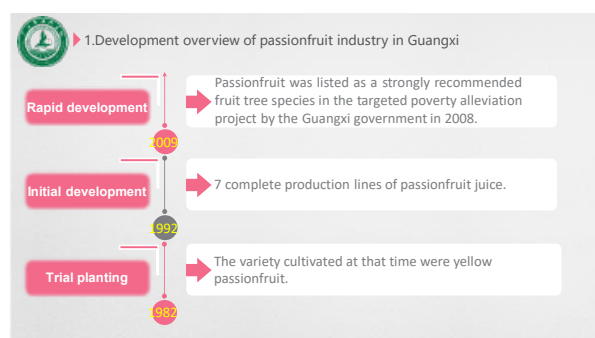 1.Development overview of passionfruit industry in Guangxi
Rapid development
Passionfruit was listed as a strongly recommended
fruit tree species in the targeted poverty alleviation
project by the Guangxi government in 2008.
2009
Initial development
7 complete production lines of passionfruit juice.
1992
Trial planting
The variety cultivated at that time were yellow
passionfruit.
1982